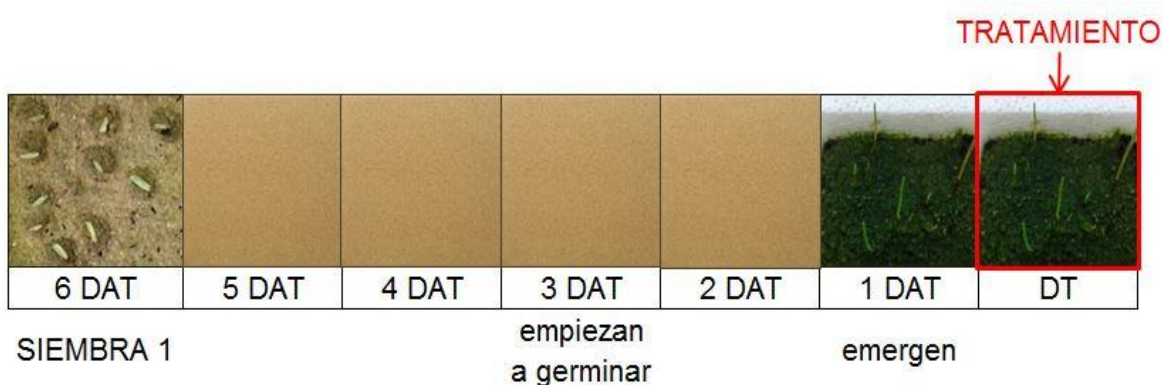 TRATAMIENTO
6 DAT 5 DAT 4 DAT 3 DAT 2 DAT 1 DAT DT
SIEMBRA 1 empiezan emergen
a germinar